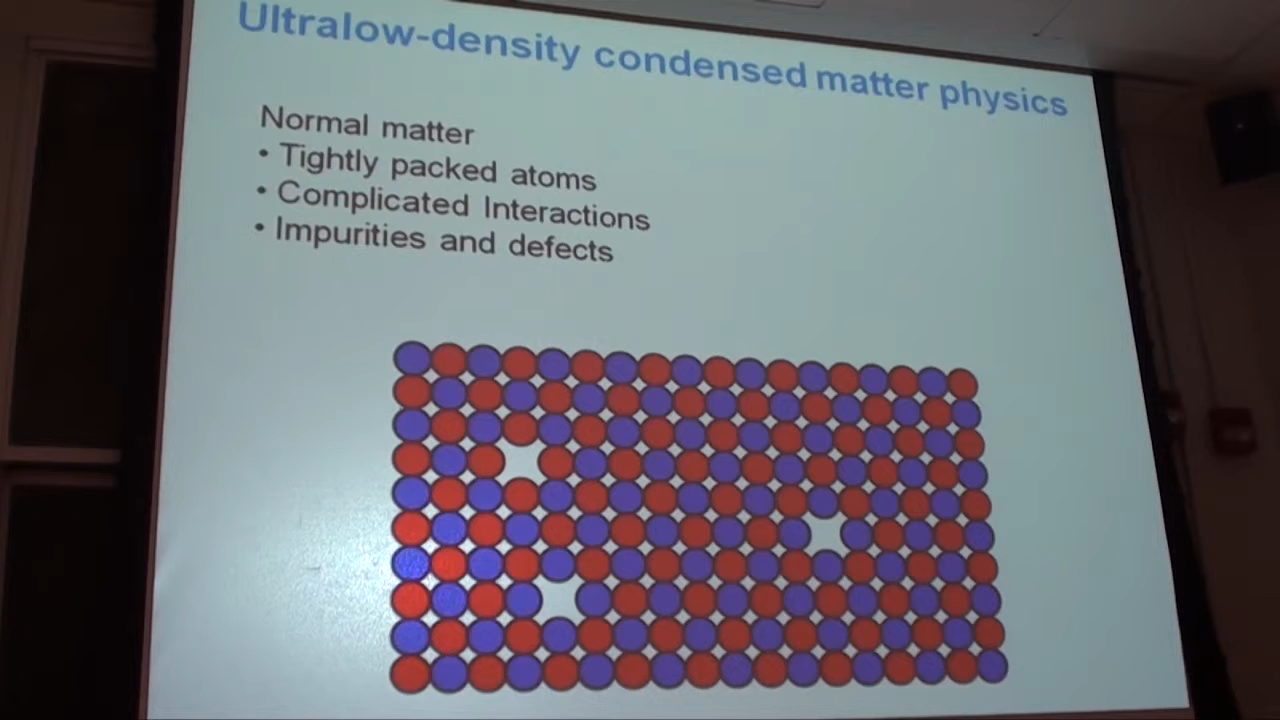 Ultralow-density condensed matter physics
Normal matter
• Tightly packed atoms
• Complicated Interactions
• Impurities and defects